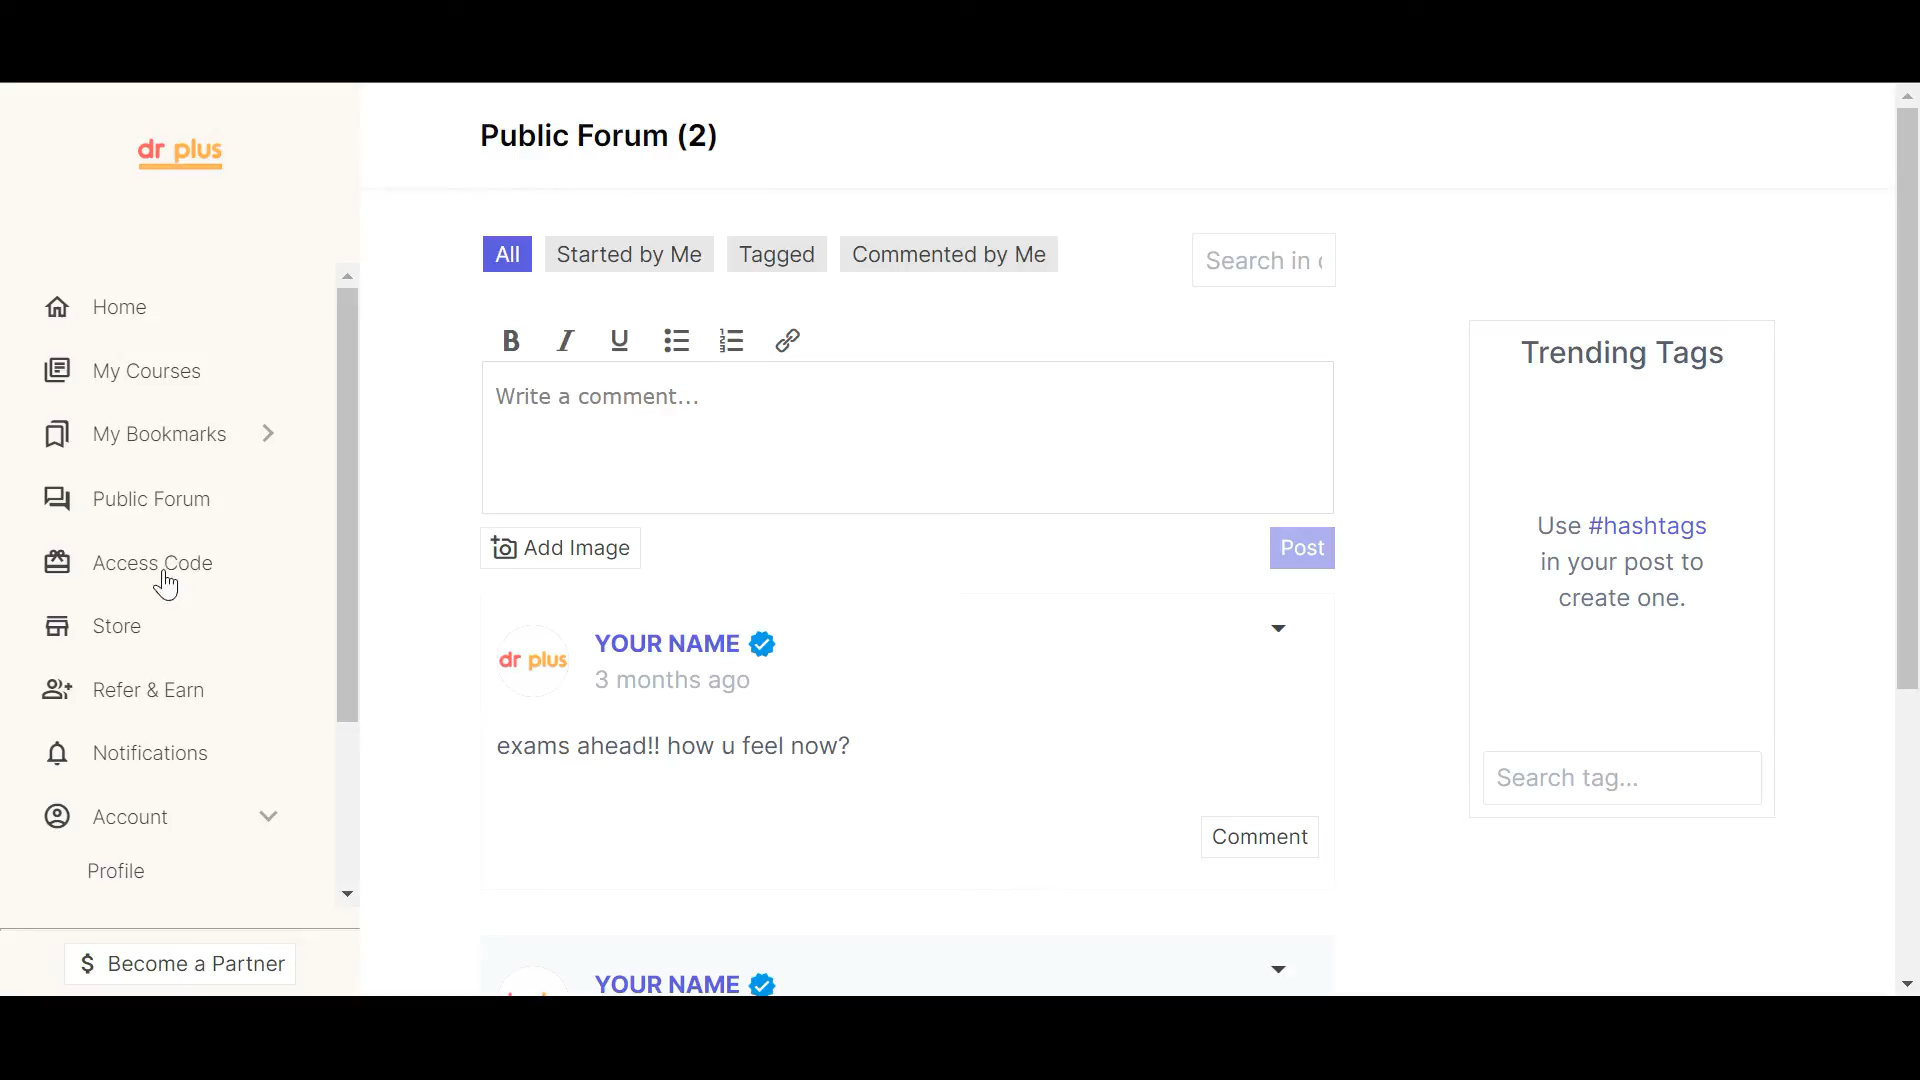 dr plus
Home
My Courses
My Bookmarks
Public Forum
Access Code
Store
Refer & Earn
Notifications
Account
Profile
$ Become a Partner
Public Forum (2)
All Started by Me Tagged Commented by Me
Search in
Write a comment...
Add Image
Post
dr plus
YOUR NAME
3 months ago
exams ahead!! how u feel now?
Comment
YOUR NAME
Trending Tags
Use #hashtags
in your post to
create one.
Search tag...